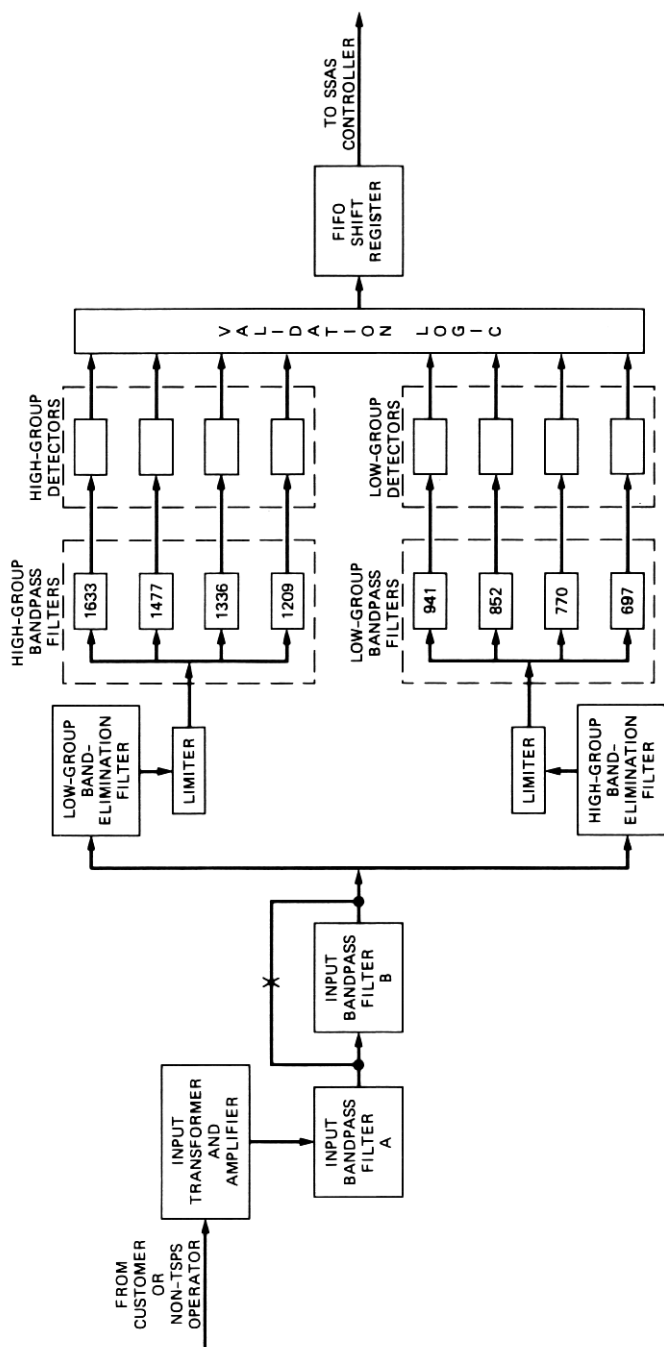 FROM
CUSTOMER
OR
NON-TSPS
OPERATOR
INPUT
TRANSFORMER
AND
AMPLIFIER
INPUT
BANDPASS
FILTER
A
INPUT
BANDPASS
FILTER
B
LOW-GROUP
BAND-
ELIMINATION
FILTER
LIMITER
HIGH-GROUP
BANDPASS
FILTERS
1633
1477
1336
1209
HIGH-GROUP
DETECTORS
HIGH-GROUP
BAND-
ELIMINATION
FILTER
LIMITER
LOW-GROUP
BANDPASS
FILTERS
941
852
770
697
LOW-GROUP
DETECTORS
VALIDATION LOGIC
FIFO
SHIFT
REGISTER
TO SSAS
CONTROLLER